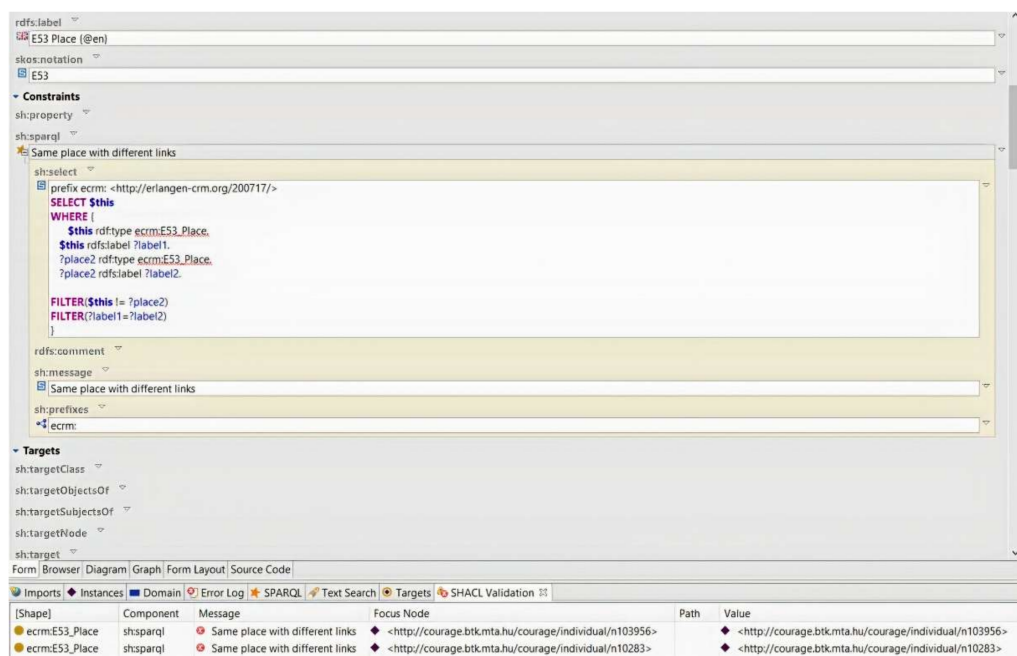 rdfs:label
E53 Place (@en)
skos:notation
E53
Constraints
sh:property
sh:sparql
Same place with different links
sh:select
prefix ecrm: <http://erlangen-crm.org/200717/>
SELECT $this
WHERE {
$this rdf:type ecrm:E53_Place.
$this rdfs:label ?label1.
?place2 rdf:type ecrm:E53_Place.
?place2 rdfs:label ?label2.
FILTER($this != ?place2)
FILTER(?label1=?label2)
}
rdfs:comment
sh:message
Same place with different links
sh:prefixes
ecrm:
Targets
sh:targetClass
sh:targetObjectsOf
sh:targetSubjectsOf
sh:targetNode
sh:target
Form Browser Diagram Graph Form Layout Source Code
Imports Instances Domain Error Log SPARQL Text Search Targets SHACL Validation
[Shape] Component Message Focus Node Path Value
ecrm:E53_Place sh:sparql Same place with different links <http://courage.btk.mta.hu/courage/individual/n103956> <http://courage.btk.mta.hu/courage/individual/n103956>
ecrm:E53_Place sh:sparql Same place with different links <http://courage.btk.mta.hu/courage/individual/n10283> <http://courage.btk.mta.hu/courage/individual/n10283>